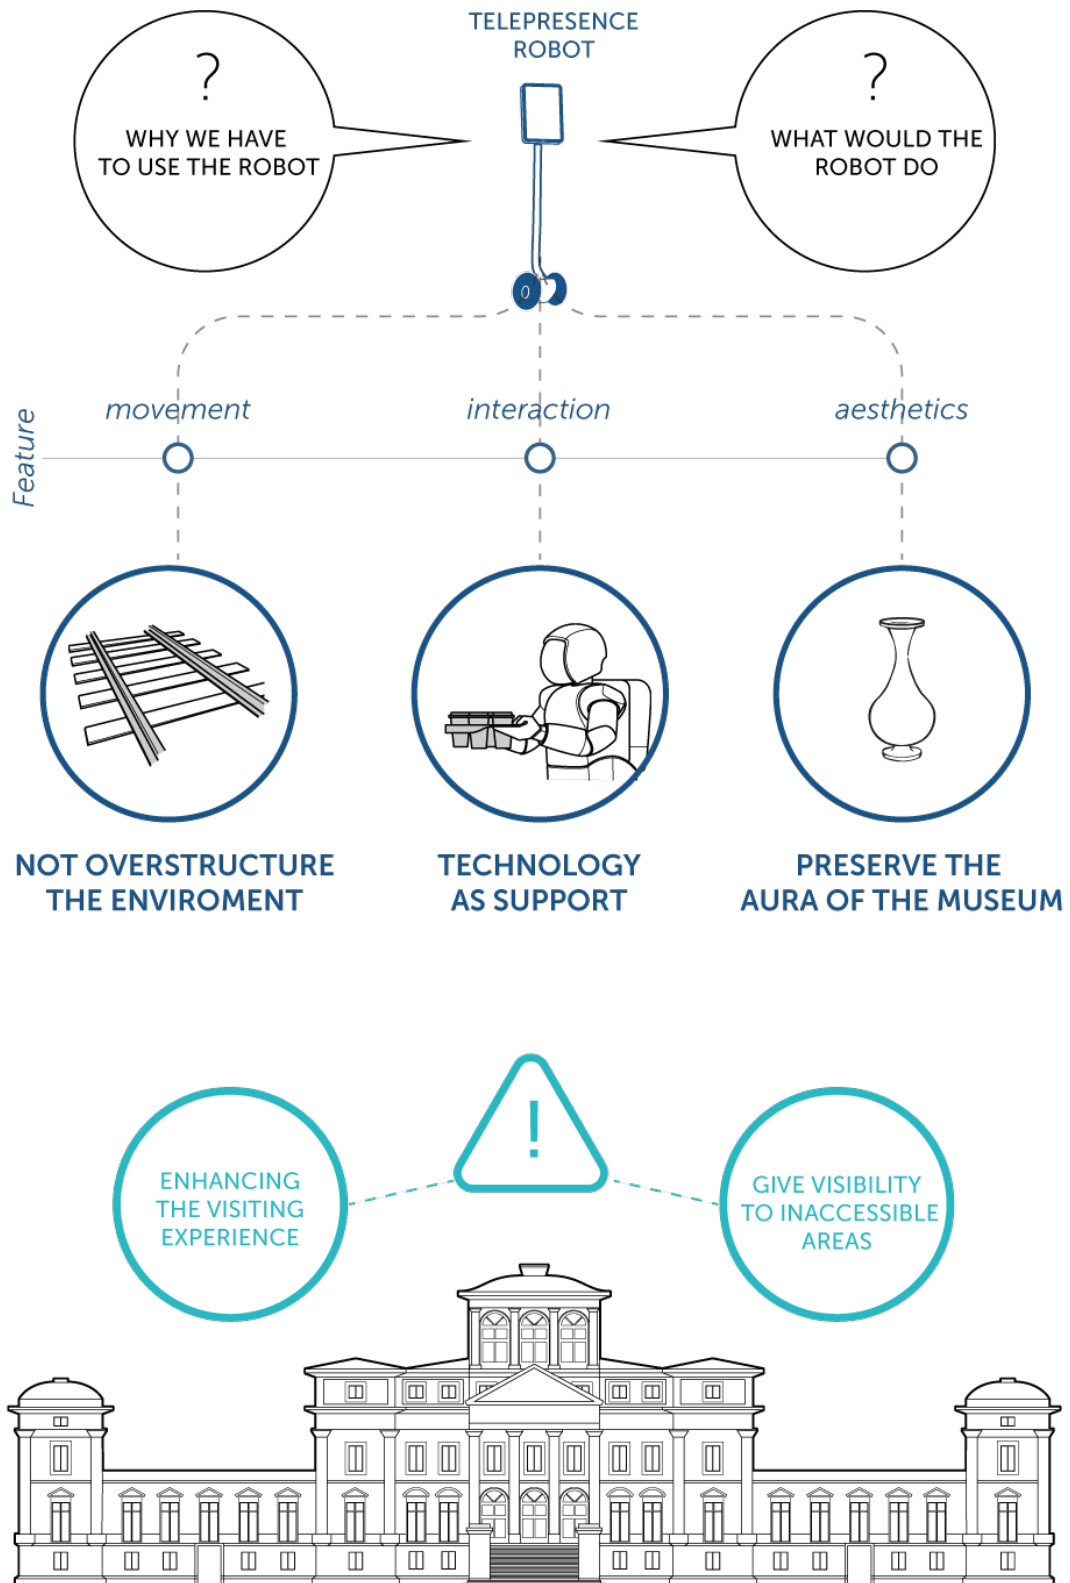 TELEPRESENCE
ROBOT
?
WHY WE HAVE
TO USE THE ROBOT
?
WHAT WOULD THE
ROBOT DO
Feature
movement
interaction
aesthetics
NOT OVERSTRUCTURE
THE ENVIROMENT
TECHNOLOGY
AS SUPPORT
PRESERVE THE
AURA OF THE MUSEUM
!
ENHANCING
THE VISITING
EXPERIENCE
GIVE VISIBILITY
TO INACCESSIBLE
AREAS